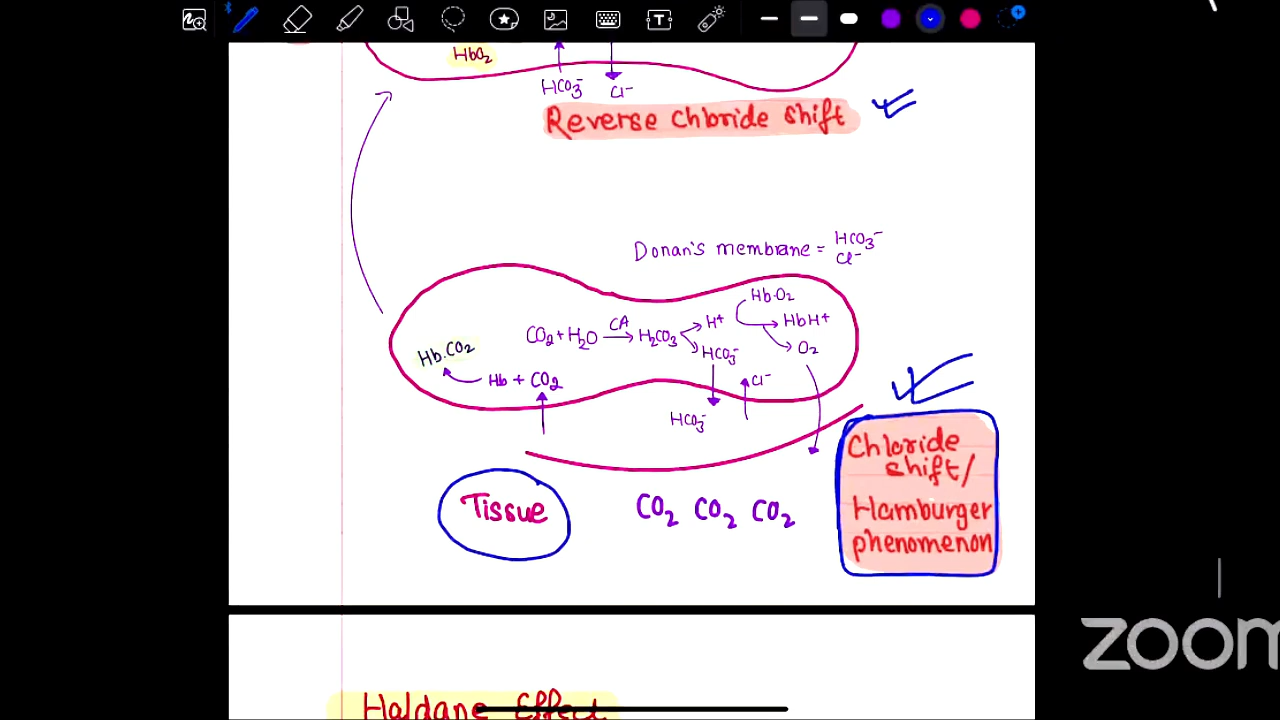 HbO₂
HCO₃⁻ Cl⁻
Reverse chloride shift
Donan's membrane = HCO₃⁻
Cl⁻
Hb·O₂
CO₂ + H₂O CA → H₂CO₃ H⁺ HbH⁺
HCO₃⁻ O₂
Hb·CO₂
Hb + CO₂ Cl⁻
HCO₃⁻
Chloride
shift/
Hamburger
phenomenon
Tissue CO₂ CO₂ CO₂
zoom
Haldane Effect